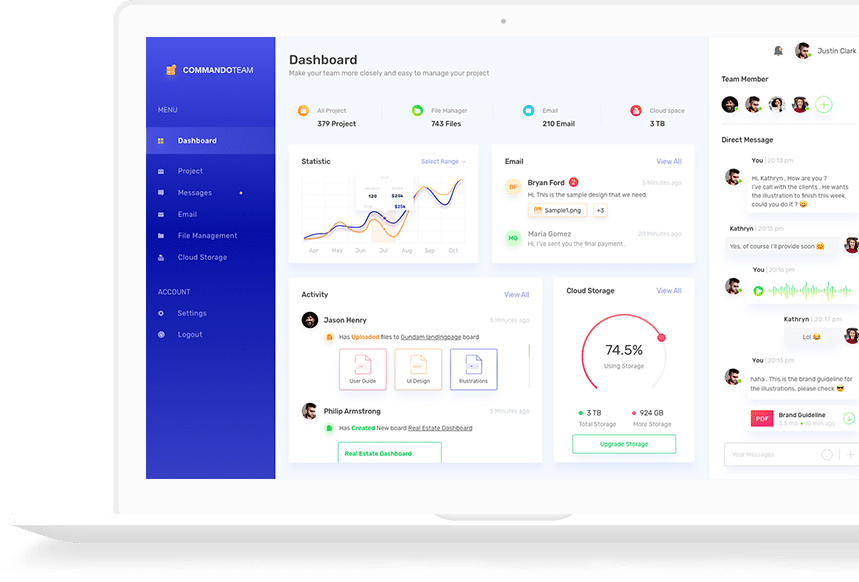 COMMANDOTEAM
MENU
Dashboard
Project
Messages
Email
File Management
Cloud Storage
ACCOUNT
Settings
Logout
Dashboard
Make your team more closely and easy to manage your project
All Project
379 Project
File Manager
743 Files
Email
210 Email
Cloud space
3 TB
Statistic
Select Range
120
$25k
$25k
Apr May Jun Jul Aug Sep Oct
Email
View All
BF
Bryan Ford 2
5 Minutes ago
Hi, This is the sample design that we need.
Sample1.png
+3
MG
Maria Gomez
20 Minutes ago
Hi, I've sent you the final payment..
Activity
View All
Jason Henry
5 Minutes ago
Has Uploaded files to Gundam landingpage board
User Guide
UI Design
Illustrations
Philip Armstrong
5 Minutes ago
Has Created New board Real Estate Dashboard
Real Estate Dashboard
Cloud Storage
View All
74.5%
Using Storage
3 TB
Total Storage
924 GB
More Storage
Upgrade Storage
Justin Clark
Team Member
Direct Message
You | 20:13 pm
Hi, Kathryn , How are you ?
I've call with the clients , He wants
the illustration to finish this week,
could you do it ? 😄
Kathryn | 20:15 pm
Yes, of course I'll provide soon 🤗
You | 20:16 pm
Kathryn | 20:17 pm
Lol 😂
You | 20:13 pm
haha , This is the brand guideline for
the illustrations, please check 😎
PDF
Brand Guideline
3.5 mb • 10 min ago
Your Messages